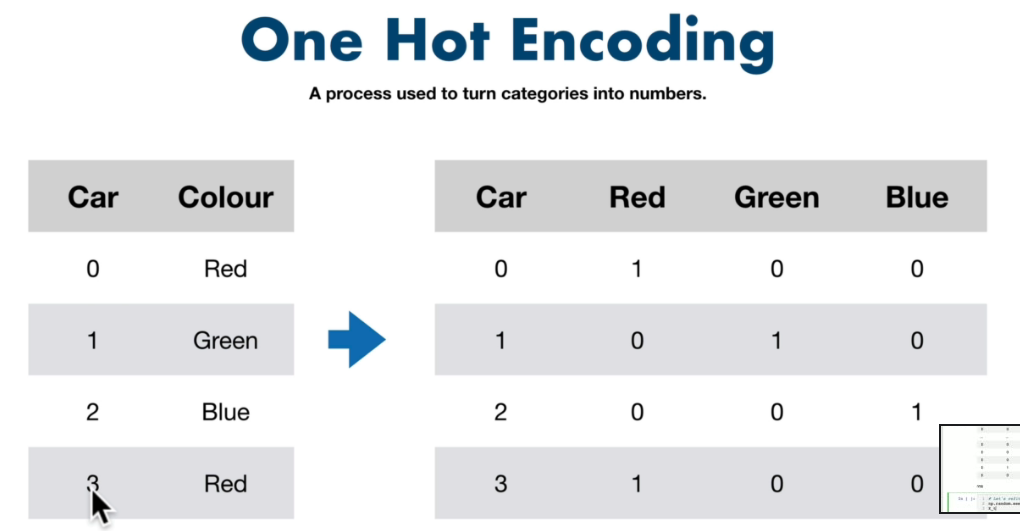 One Hot Encoding
A process used to turn categories into numbers.
Car Colour
0 Red
1 Green
2 Blue
3 Red
Car Red Green Blue
0 1 0 0
1 0 1 0
2 0 0 1
3 1 0 0